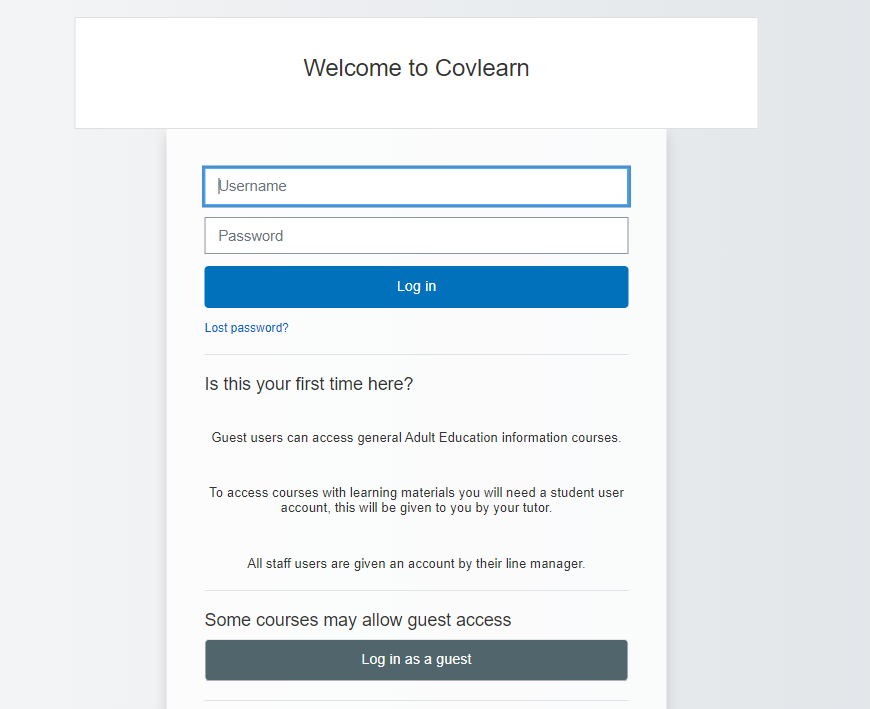 Welcome to Covlearn
Username
Password
Log in
Lost password?
Is this your first time here?
Guest users can access general Adult Education information courses.
To access courses with learning materials you will need a student user
account, this will be given to you by your tutor.
All staff users are given an account by their line manager.
Some courses may allow guest access
Log in as a guest